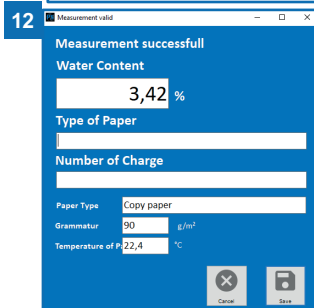 12
Measurement valid
Measurement successfull
Water Content
3,42 %
Type of Paper
Number of Charge
Paper Type Copy paper
Grammatur 90 g/m²
Temperature of P 22,4 °C
Cancel Save